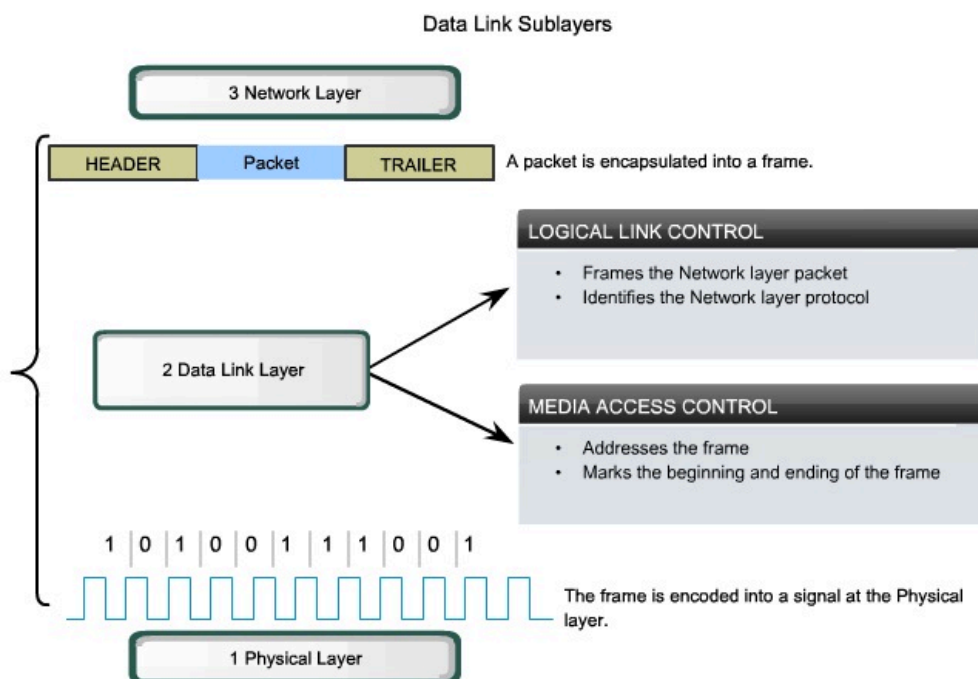 Data Link Sublayers
3 Network Layer
HEADER Packet TRAILER A packet is encapsulated into a frame.
LOGICAL LINK CONTROL
• Frames the Network layer packet
• Identifies the Network layer protocol
2 Data Link Layer
MEDIA ACCESS CONTROL
• Addresses the frame
• Marks the beginning and ending of the frame
1 0 1 0 0 1 1 1 0 0 1
The frame is encoded into a signal at the Physical
layer.
1 Physical Layer